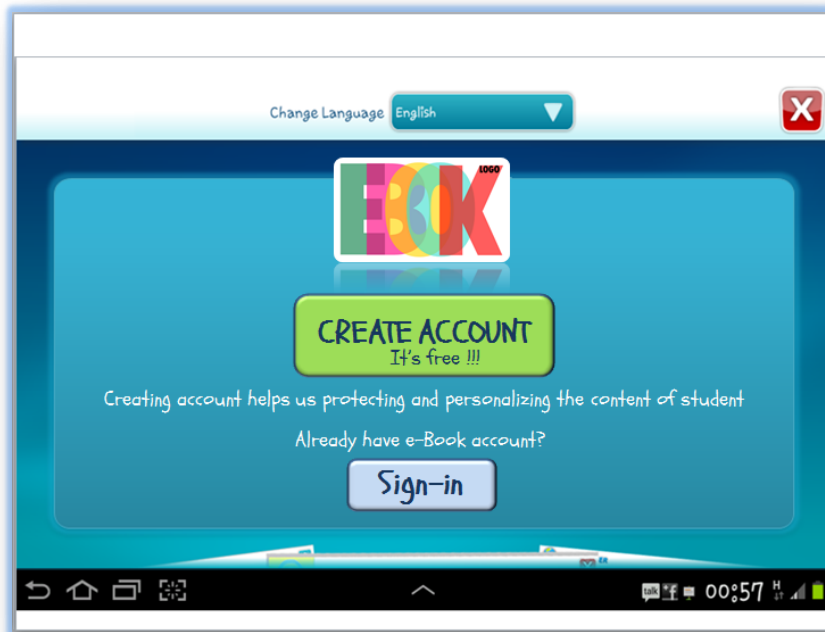 Change Language English
X
EBOOK
LOGO
CREATE ACCOUNT
It's free !!!
Creating account helps us protecting and personalizing the content of student
Already have e-Book account?
Sign-in
talk
00:57 H